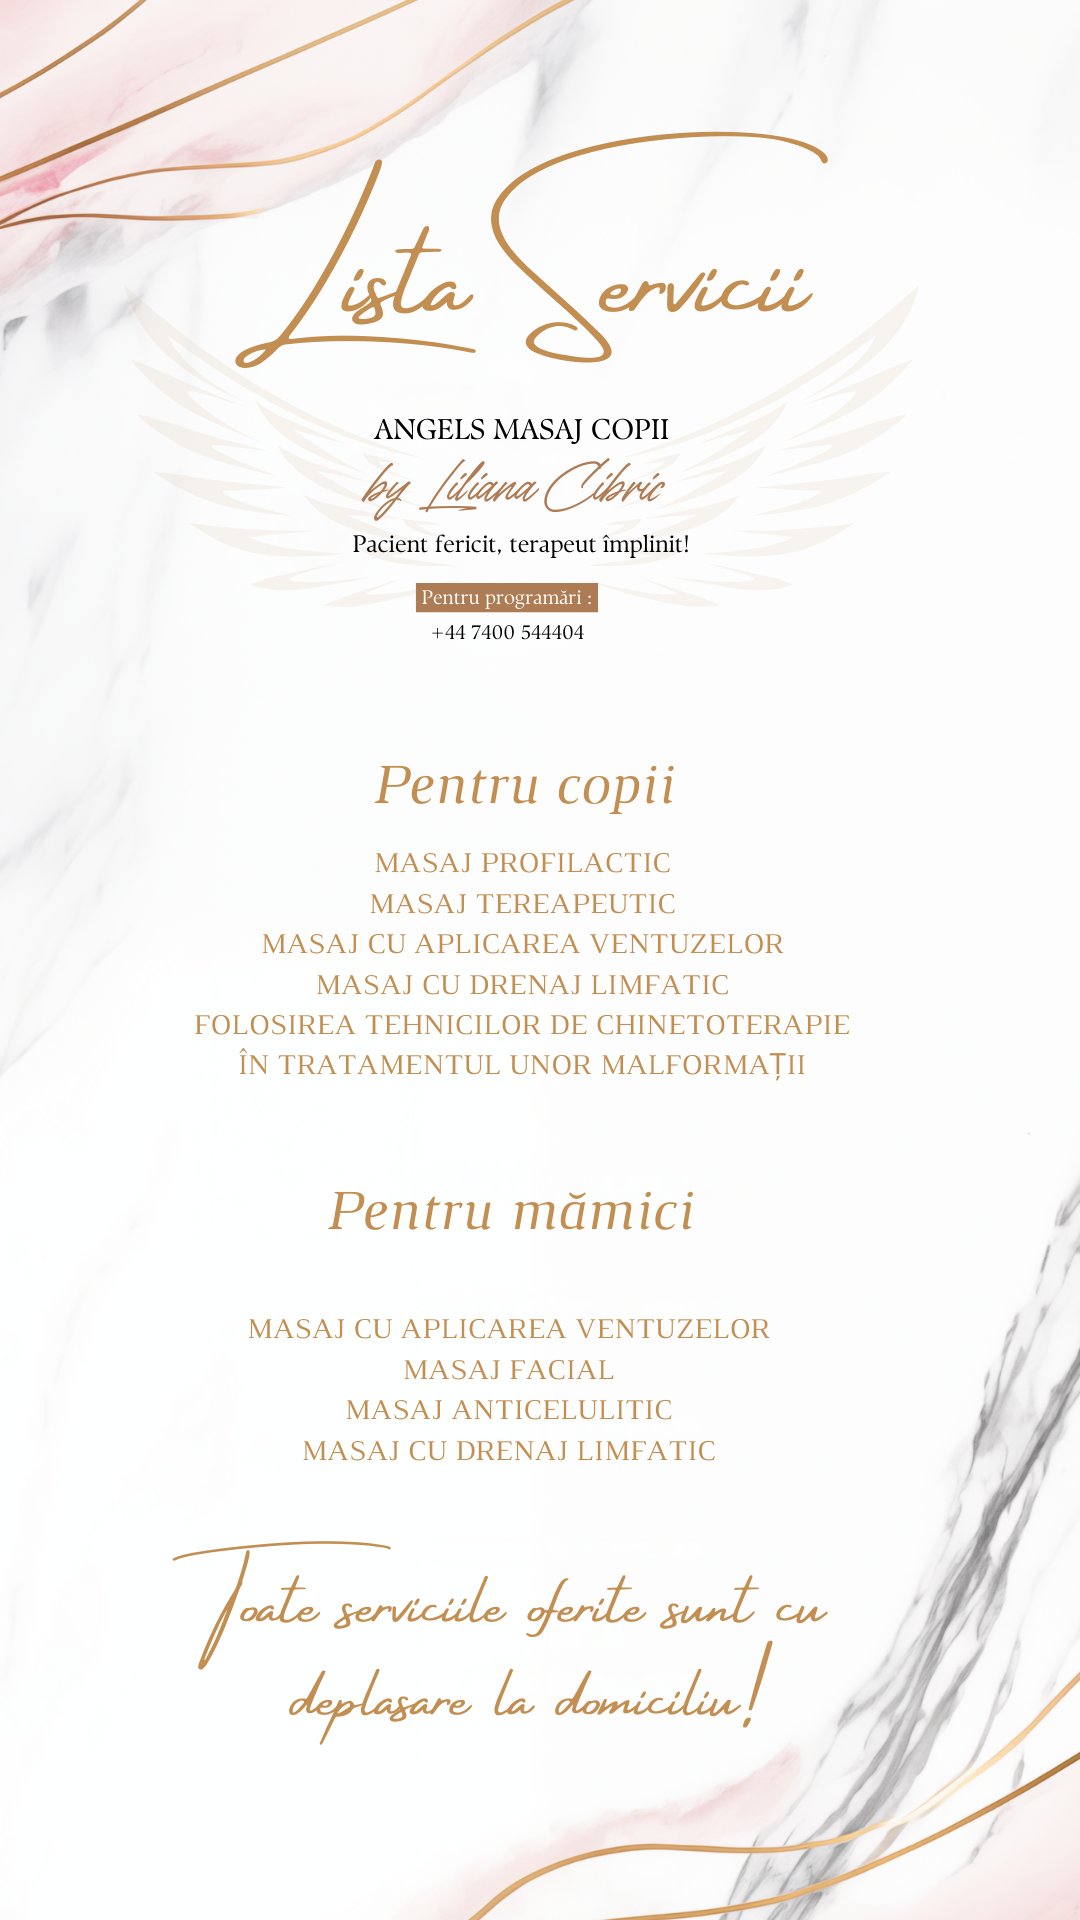 Lista Servicii
ANGELS MASAJ COPII
by Liliana Cibric
Pacient fericit, terapeut împlinit!
Pentru programări :
+44 7400 544404
Pentru copii
MASAJ PROFILACTIC
MASAJ TEREAPEUTIC
MASAJ CU APLICAREA VENTUZELOR
MASAJ CU DRENAJ LIMFATIC
FOLOSIREA TEHNICILOR DE CHINETOTERAPIE
ÎN TRATAMENTUL UNOR MALFORMAȚII
Pentru mămici
MASAJ CU APLICAREA VENTUZELOR
MASAJ FACIAL
MASAJ ANTICELULITIC
MASAJ CU DRENAJ LIMFATIC
Toate serviciile oferite sunt cu
deplasare la domiciliu!